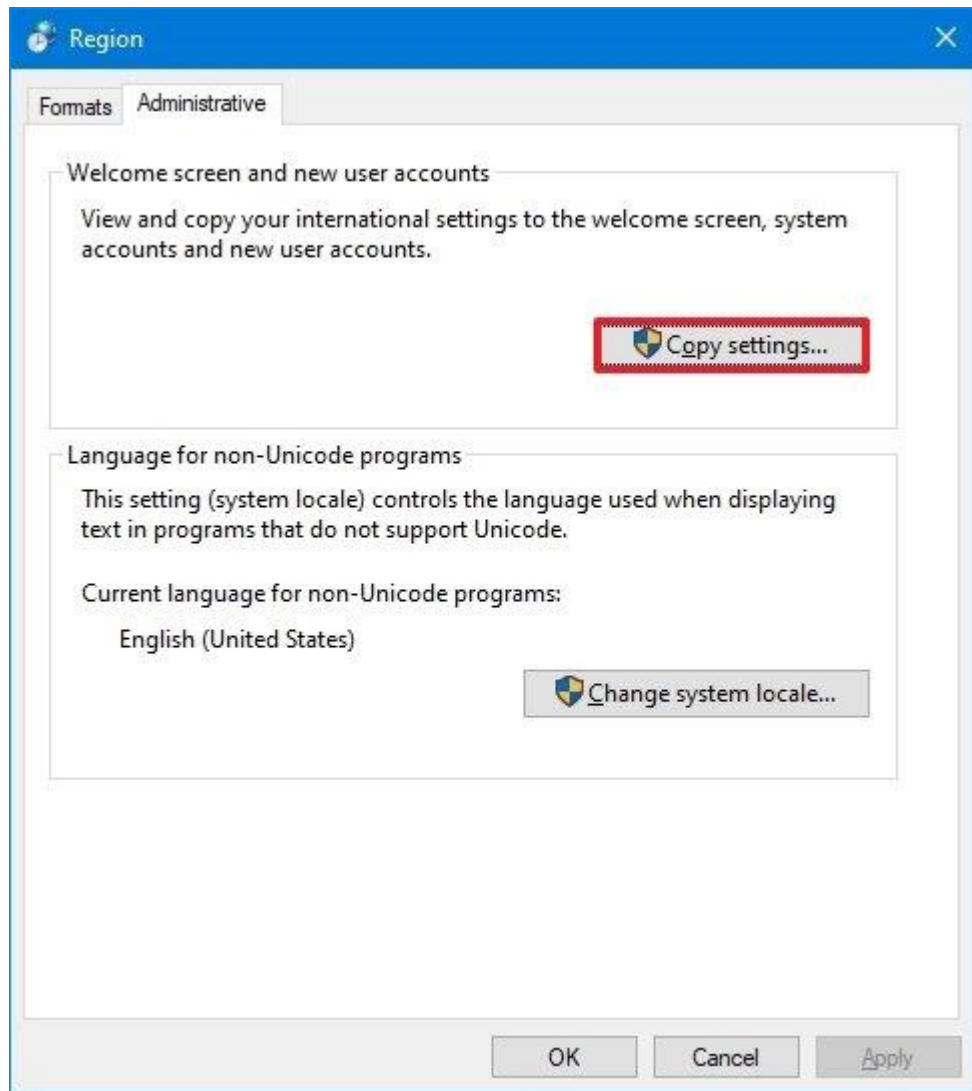 Region
Formats
Administrative
Welcome screen and new user accounts
View and copy your international settings to the welcome screen, system
accounts and new user accounts.
Copy settings...
Language for non-Unicode programs
This setting (system locale) controls the language used when displaying
text in programs that do not support Unicode.
Current language for non-Unicode programs:
English (United States)
Change system locale...
OK
Cancel
Apply